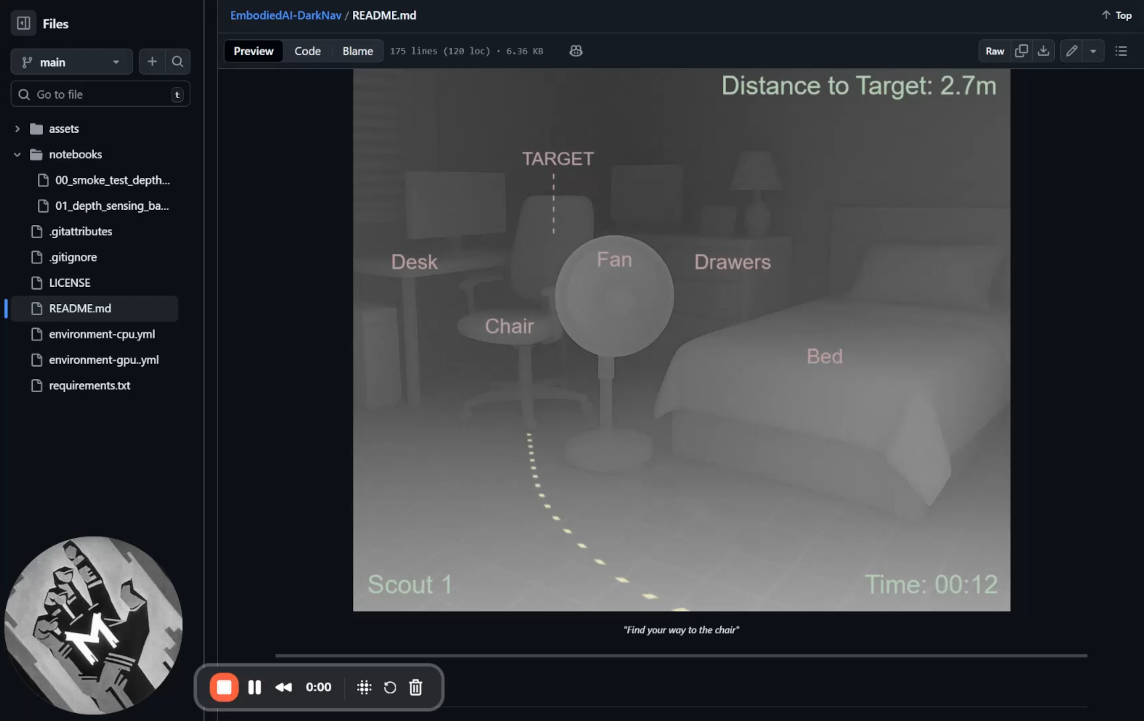 Files
main
Go to file
t
assets
notebooks
00_smoke_test_depth...
01_depth_sensing_ba...
.gitattributes
.gitignore
LICENSE
README.md
environment-cpu.yml
environment-gpu..yml
requirements.txt
M
EmbodiedAI-DarkNav / README.md
Top
Preview
Code
Blame
175 lines (120 loc) · 6.36 KB
Raw
Distance to Target: 2.7m
TARGET
Desk
Fan
Drawers
Chair
Bed
Scout 1
Time: 00:12
"Find your way to the chair"
0:00